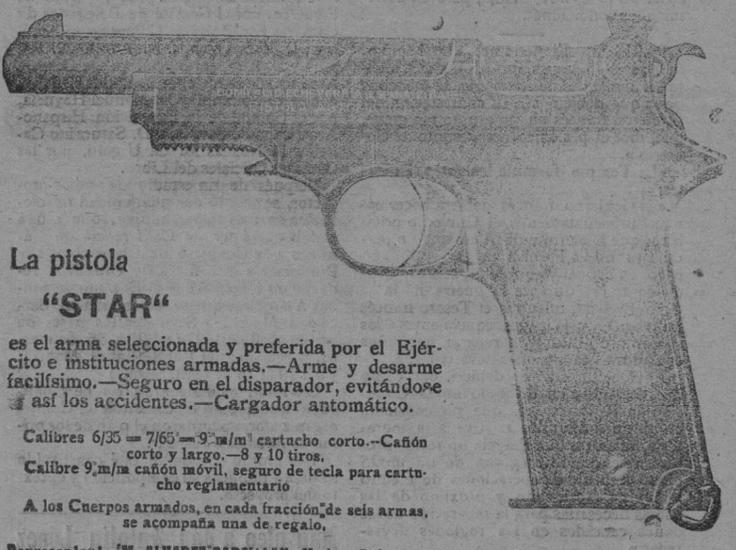 La pistola
"STAR"
es el arma seleccionada y preferida por el Ejér-
cito e instituciones armadas.—Arme y desarme
facilísimo.—Seguro en el disparador, evitándose
así los accidentes.—Cargador antomático.
Calibres 6/35 = 7/65 = 9 m/m cartucho corto.--Cañón
corto y largo.—8 y 10 tiros,
Calibre 9 m/m cañón móvil, seguro de tecla para cartu-
cho reglamentario
A los Cuerpos armados, en cada fracción de seis armas,
se acompaña una de regalo,